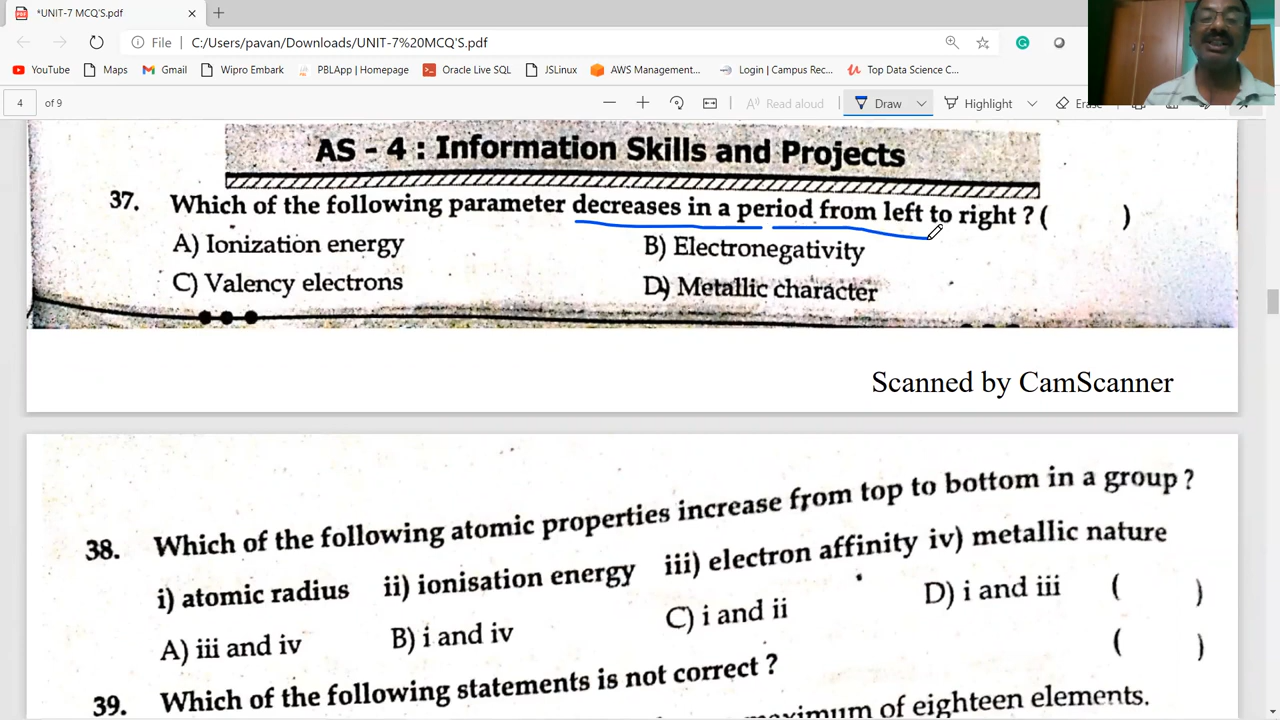 *UNIT-7 MCQ'S.pdf
File C:/Users/pavan/Downloads/UNIT-7%20MCQ'S.pdf
YouTube Maps Gmail Wipro Embark PBLApp | Homepage Oracle Live SQL JSLinux AWS Management... Login | Campus Rec... Top Data Science C...
4 of 9 Read aloud Draw Highlight Erase
AS - 4 : Information Skills and Projects
37. Which of the following parameter decreases in a period from left to right ? ( )
A) Ionization energy B) Electronegativity
C) Valency electrons D) Metallic character
Scanned by CamScanner
38. Which of the following atomic properties increase from top to bottom in a group ?
i) atomic radius ii) ionisation energy iii) electron affinity iv) metallic nature
A) iii and iv B) i and iv C) i and ii D) i and iii ( )
39. Which of the following statements is not correct ? ( )
of eighteen elements.